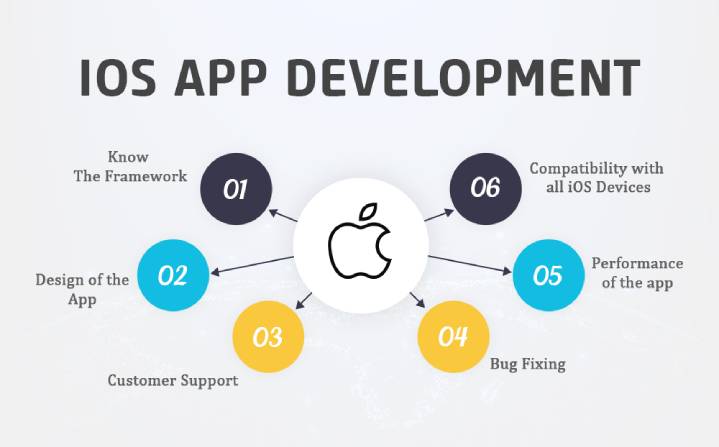 IOS APP DEVELOPMENT
Know
The Framework
01
02
Design of the
App
03
Customer Support
04
Bug Fixing
05
Performance
of the app
06
Compatibility with
all iOS Devices